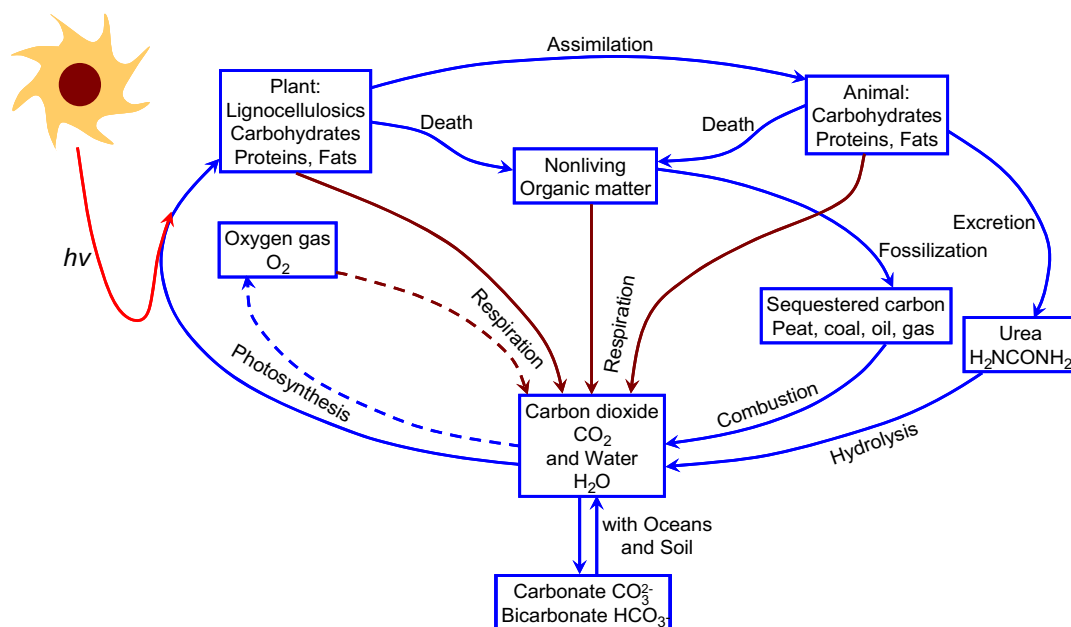 Assimilation
Plant:
Lignocellulosics
Carbohydrates
Proteins, Fats
Animal:
Carbohydrates
Proteins, Fats
Death
Death
Nonliving
Organic matter
Excretion
Fossilization
Oxygen gas
O₂
hν
Sequestered carbon
Peat, coal, oil, gas
Urea
H₂NCONH₂
Respiration
Respiration
Photosynthesis
Combustion
Hydrolysis
Carbon dioxide
CO₂
and Water
H₂O
with Oceans
and Soil
Carbonate CO₃²⁻
Bicarbonate HCO₃-